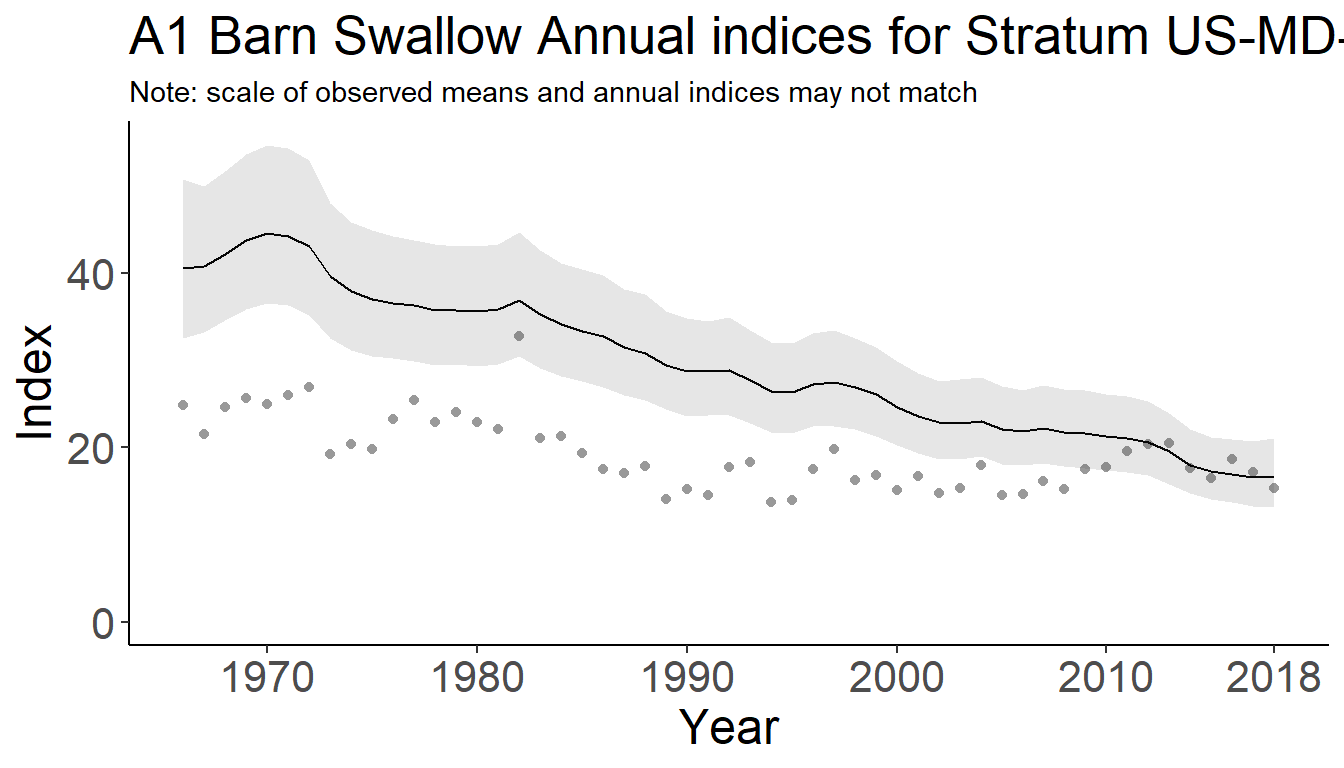 A1 Barn Swallow Annual indices for Stratum US-MD-
Note: scale of observed means and annual indices may not match
Index
40
20
0
1970 1980 1990 2000 2010 2018
Year